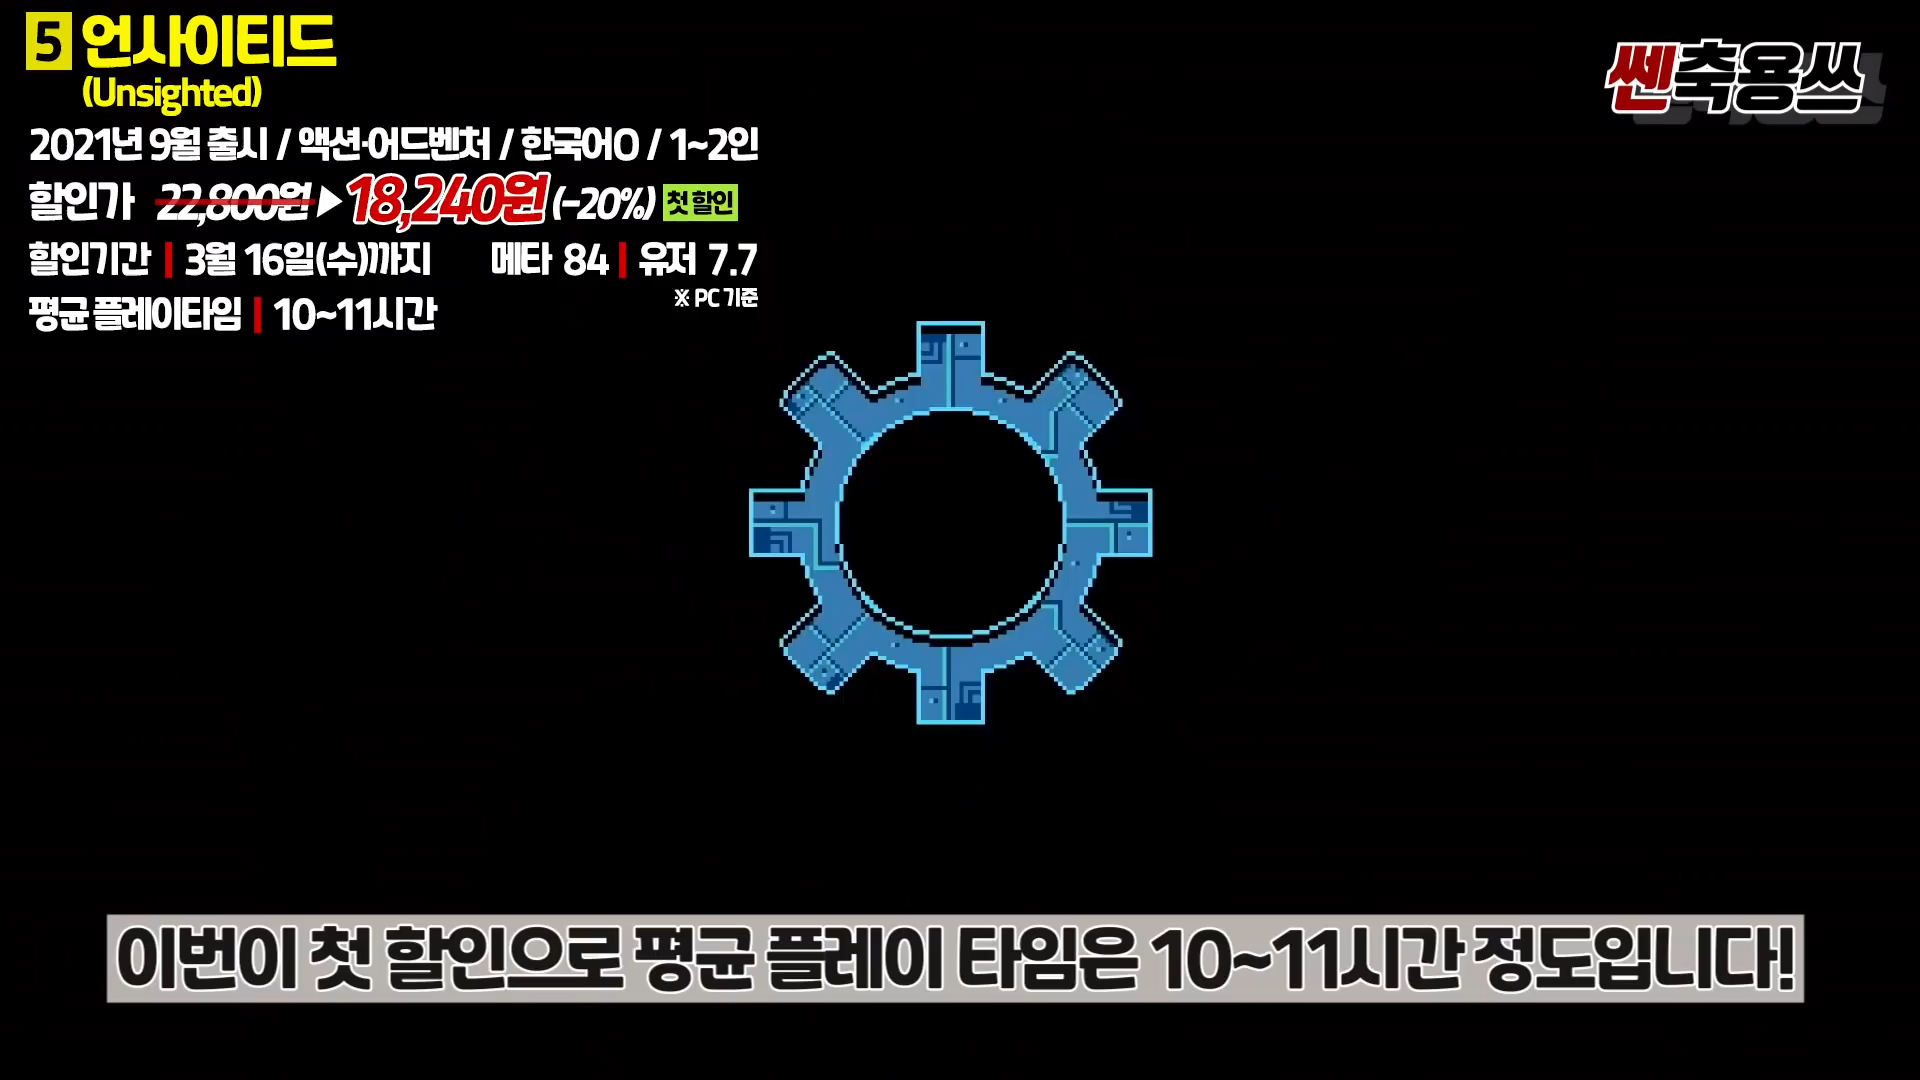 5 언사이티드
(Unsighted)
쎈축용쓰
2021년 9월 출시 / 액션·어드벤처 / 한국어O / 1~2인
할인가 22,800원 ▶ 18,240원 (-20%) 첫 할인
할인기간 | 3월 16일(수)까지 메타 84 | 유저 7.7
※ PC 기준
평균 플레이타임 | 10~11시간
이번이 첫 할인으로 평균 플레이 타임은 10~11시간 정도입니다!